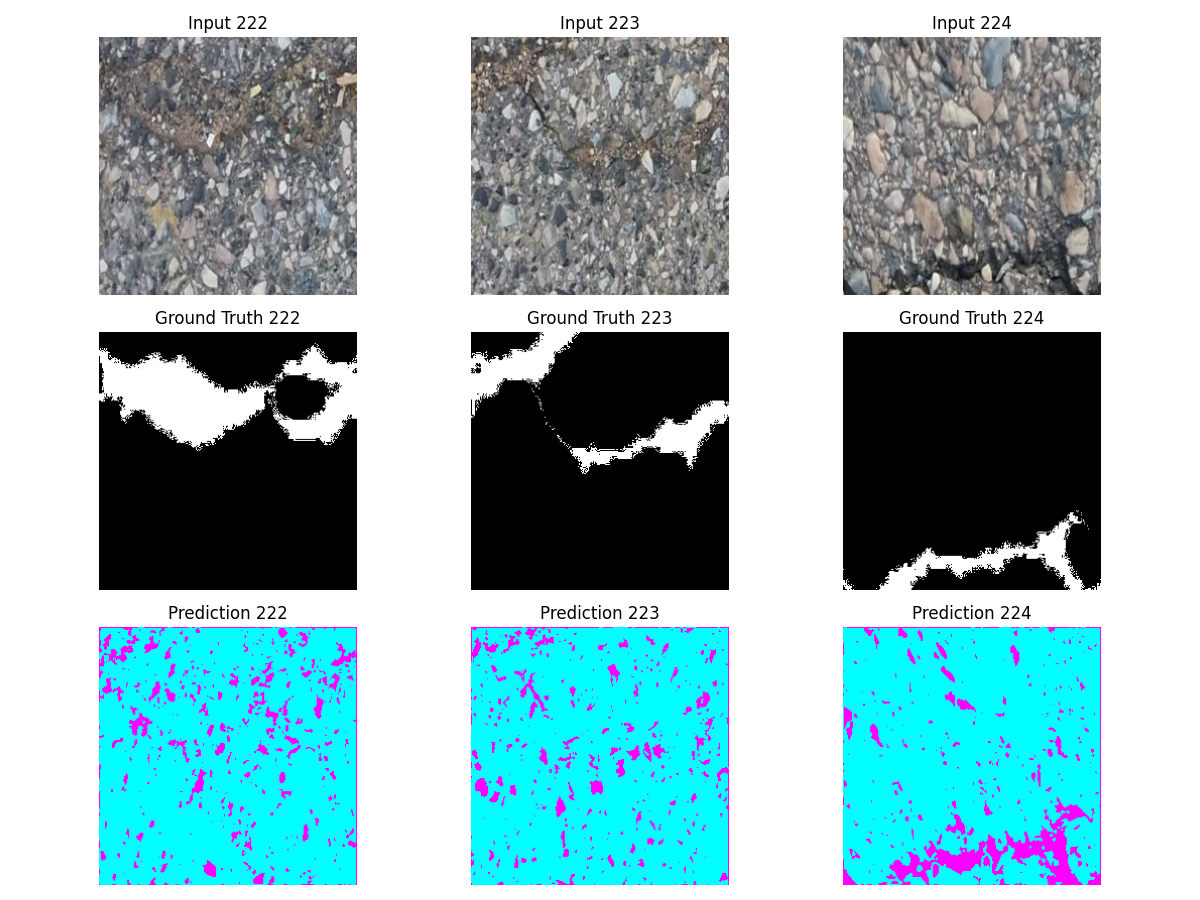 Input 222
Input 223
Input 224
Ground Truth 222
Ground Truth 223
Ground Truth 224
Prediction 222
Prediction 223
Prediction 224